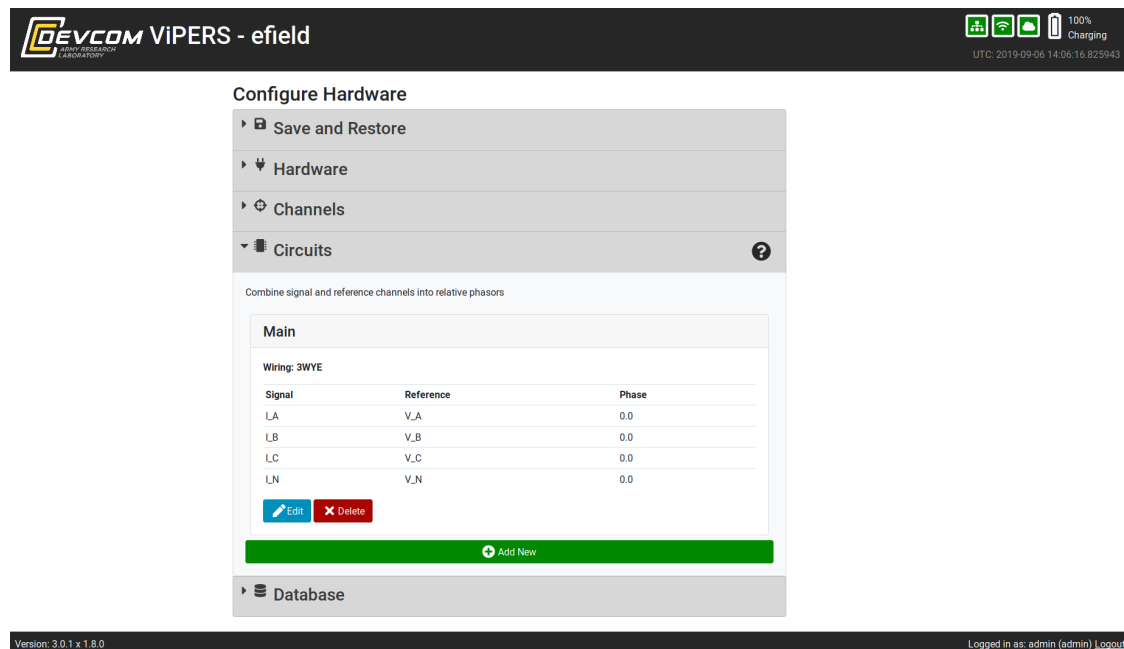 DEVCOM ViPERS - efield
ARMY RESEARCH
LABORATORY
100%
Charging
UTC: 2019-09-06 14:06:16.825943
Configure Hardware
Save and Restore
Hardware
Channels
Circuits
Combine signal and reference channels into relative phasors
Main
Wiring: 3WYE
Signal Reference Phase
I_A V_A 0.0
I_B V_B 0.0
I_C V_C 0.0
I_N V_N 0.0
Edit Delete
Add New
Database
Version: 3.0.1 x 1.8.0 Logged in as: admin (admin) Logout